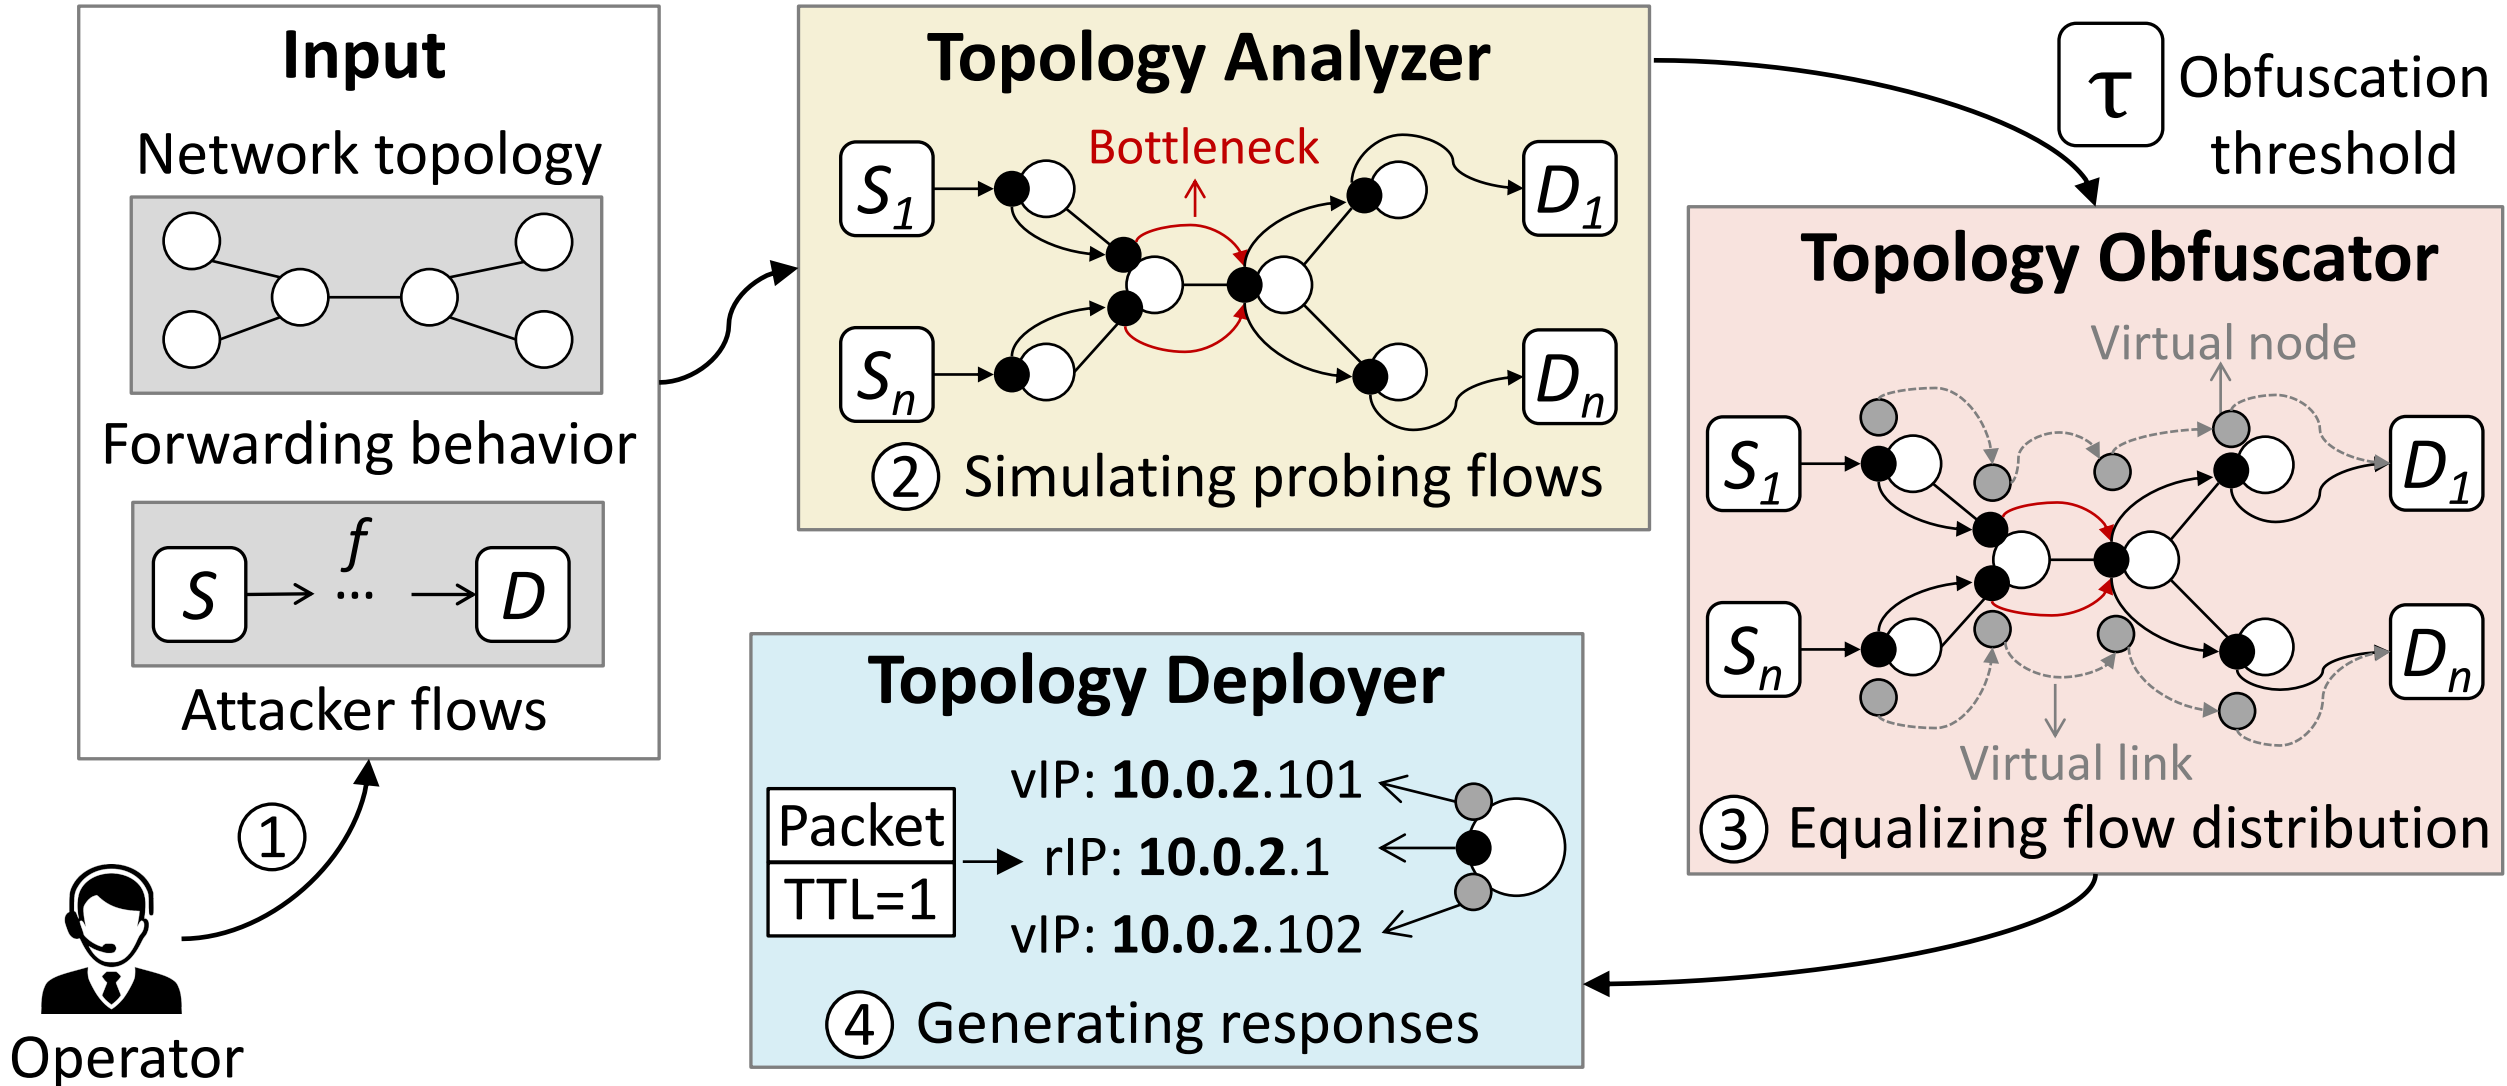 Input
Network topology
Forwarding behavior
S
f
...
D
Attacker flows
1
Operator
Topology Analyzer
Bottleneck
S1
D1
Sn
Dn
2 Simulating probing flows
τ Obfuscation
threshold
Topology Obfuscator
Virtual node
S1
D1
Sn
Dn
Virtual link
3 Equalizing flow distribution
Topology Deployer
Packet
TTL=1
vIP: 10.0.2.101
rIP: 10.0.2.1
vIP: 10.0.2.102
4 Generating responses